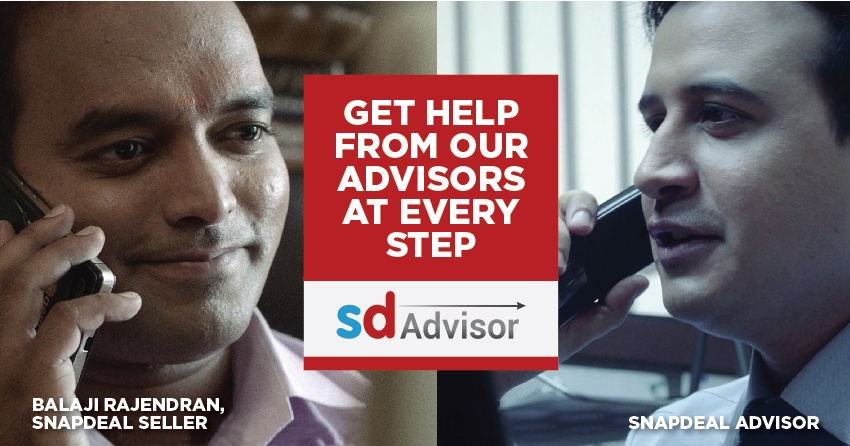 GET HELP
FROM OUR
ADVISORS
AT EVERY
STEP
sd Advisor
BALAJI RAJENDRAN,
SNAPDEAL SELLER
SNAPDEAL ADVISOR